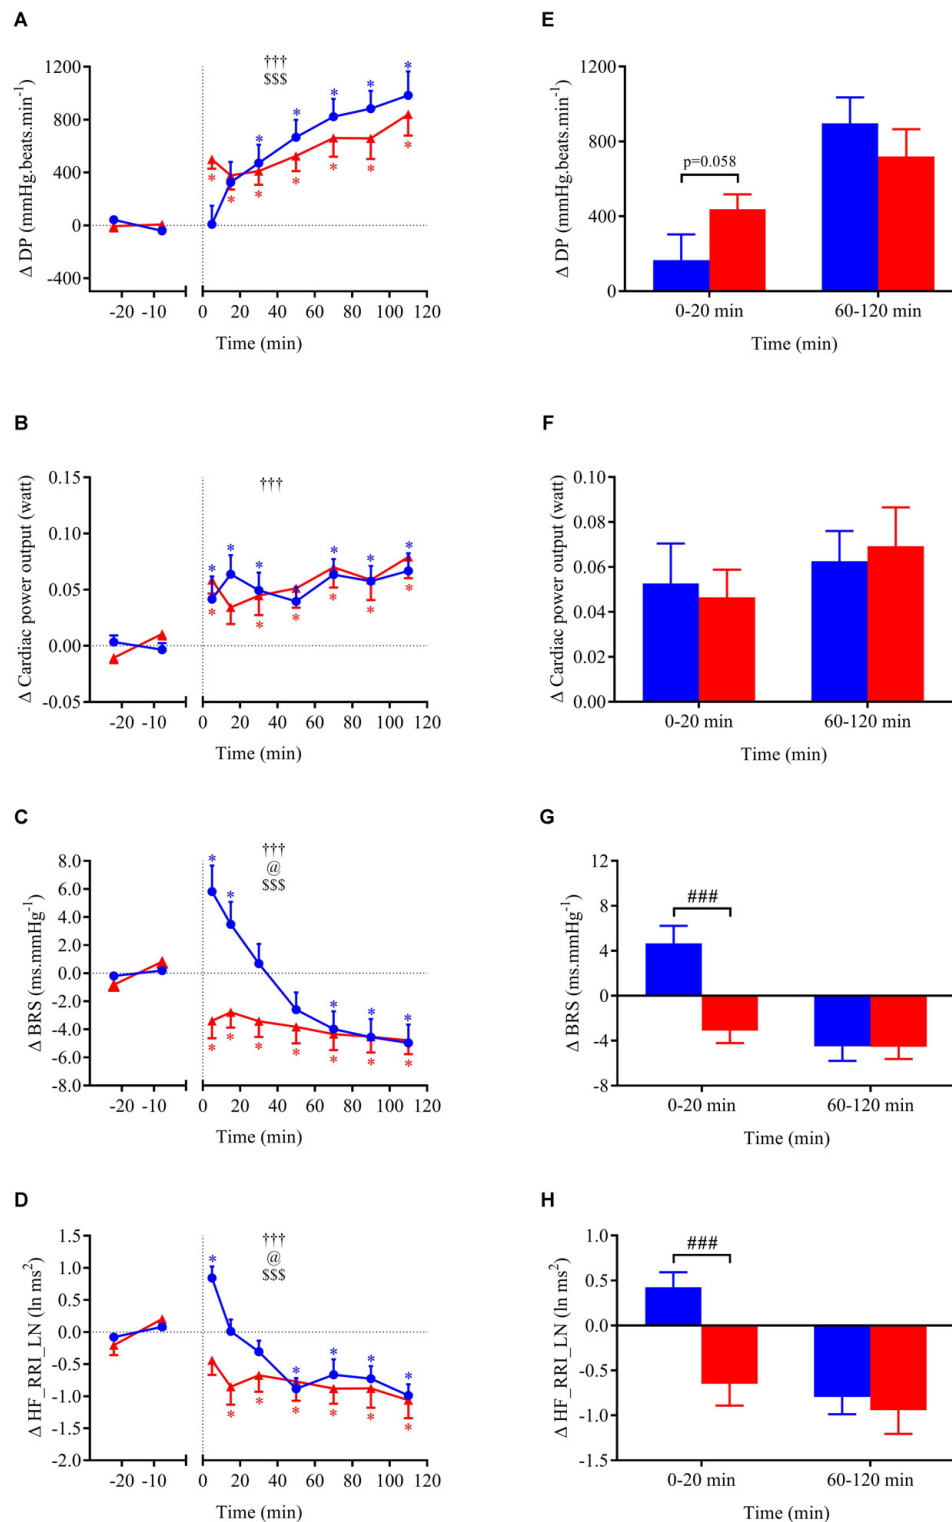 A
†††
$$$
* * * * * *
1200
800
400
0
-400
* * * * * * *
Δ DP (mmHg.beats.min⁻¹)
-20 -10 0 20 40 60 80 100 120
Time (min)
E
1200
800
400
0
p=0.058
Δ DP (mmHg.beats.min⁻¹)
0-20 min 60-120 min
Time (min)
B
†††
* * * * * *
0.15
0.10
0.05
0.00
-0.05
* * * * * *
Δ Cardiac power output (watt)
-20 -10 0 20 40 60 80 100 120
Time (min)
F
0.10
0.08
0.06
0.04
0.02
0.00
Δ Cardiac power output (watt)
0-20 min 60-120 min
Time (min)
C
†††
@
$$$
* * * * *
8.0
6.0
4.0
2.0
0.0
-2.0
-4.0
-6.0
-8.0
* * * * * * *
Δ BRS (ms.mmHg⁻¹)
-20 -10 0 20 40 60 80 100 120
Time (min)
G
12
8
4
0
-4
-8
###
Δ BRS (ms.mmHg⁻¹)
0-20 min 60-120 min
Time (min)
D
†††
@
$$$
* * * * *
1.5
1.0
0.5
0.0
-0.5
-1.0
-1.5
-2.0
* * * * * *
Δ HF_RRI_LN (ln ms²)
-20 -10 0 20 40 60 80 100 120
Time (min)
H
1.0
0.5
0.0
-0.5
-1.0
-1.5
###
Δ HF_RRI_LN (ln ms²)
0-20 min 60-120 min
Time (min)